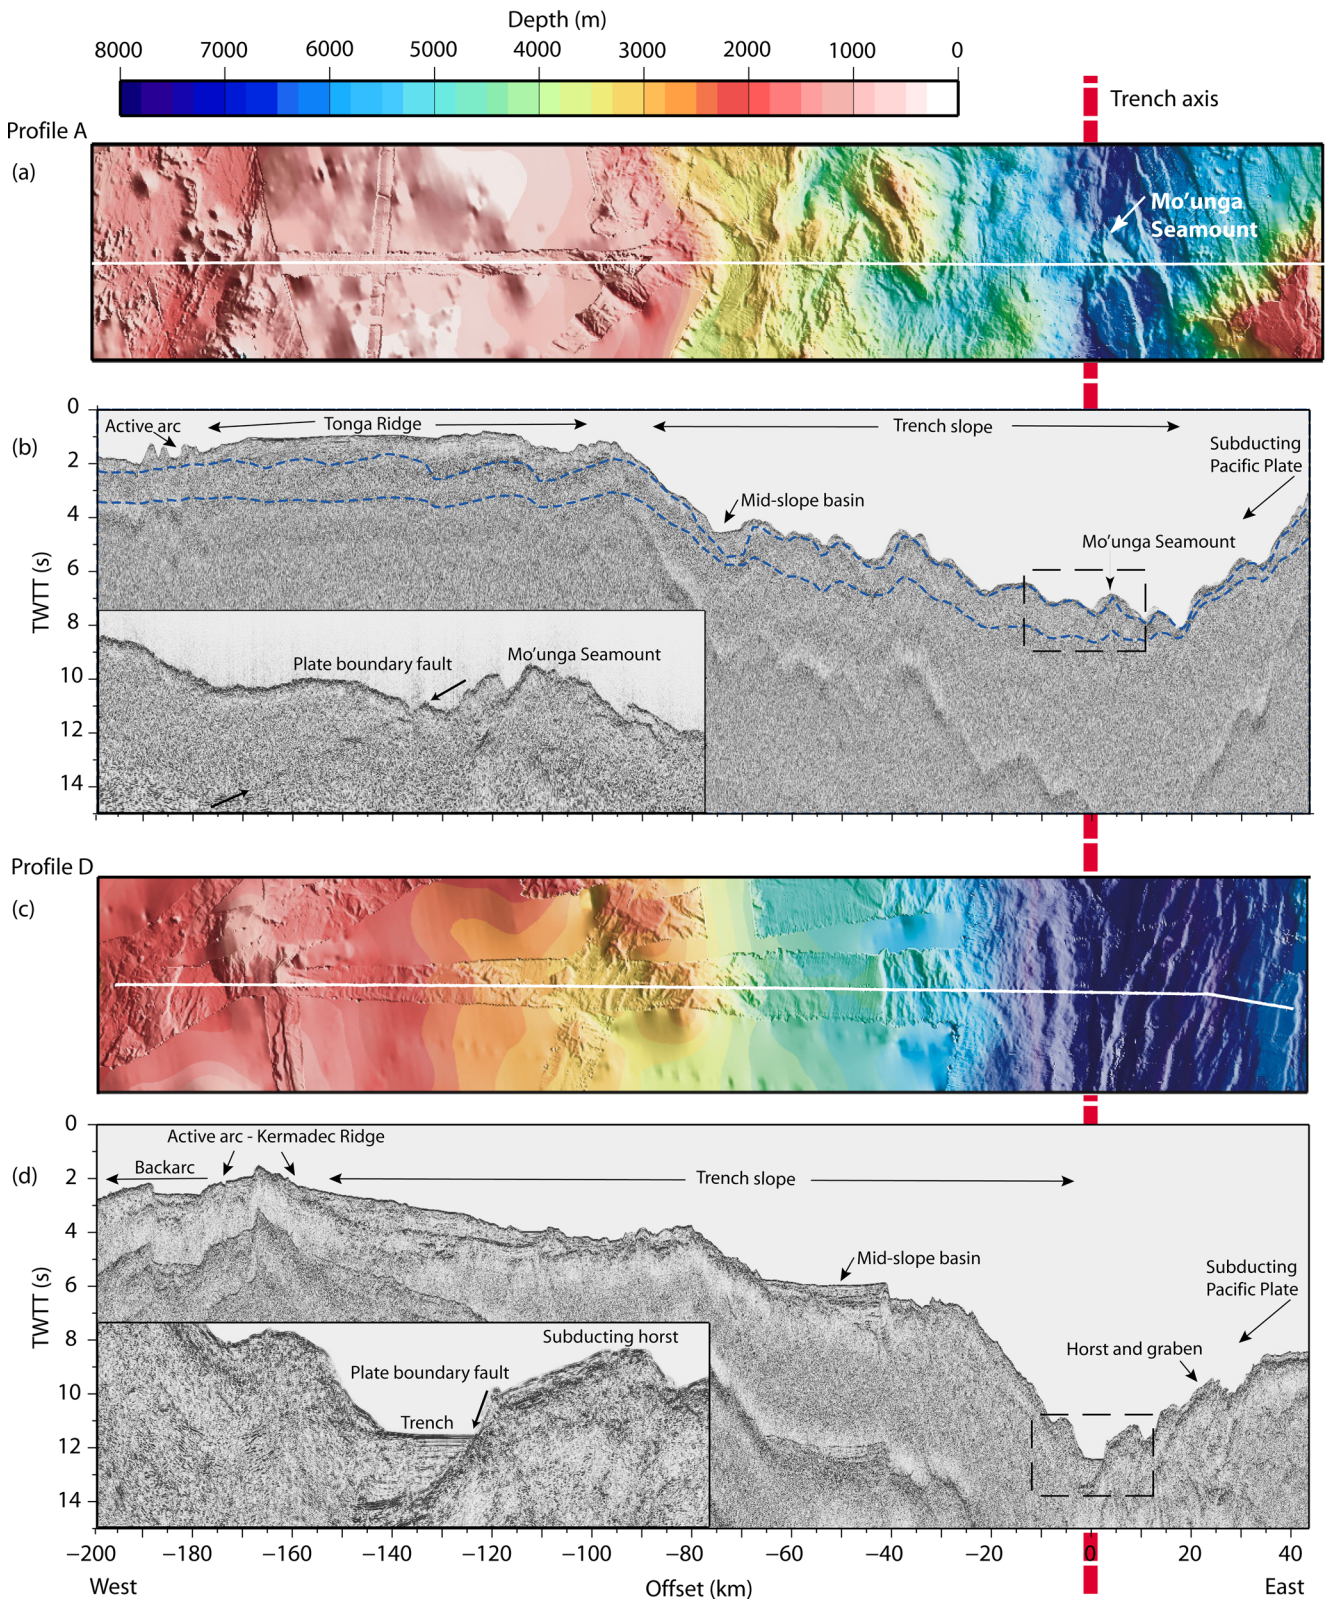 Depth (m)
8000 7000 6000 5000 4000 3000 2000 1000 0
Trench axis
Profile A
(a)
Mo’unga
Seamount
(b)
0
2
4
6
8
10
12
14
TWTT (s)
Active arc
Tonga Ridge
Trench slope
Subducting
Pacific Plate
Mid-slope basin
Mo’unga Seamount
Plate boundary fault
Mo’unga Seamount
Profile D
(c)
(d)
0
2
4
6
8
10
12
14
TWTT (s)
Active arc - Kermadec Ridge
Backarc
Trench slope
Mid-slope basin
Subducting
Pacific Plate
Horst and graben
Subducting horst
Plate boundary fault
Trench
−200 −180 −160 −140 −120 −100 −80 −60 −40 −20 0 20 40
West Offset (km) East